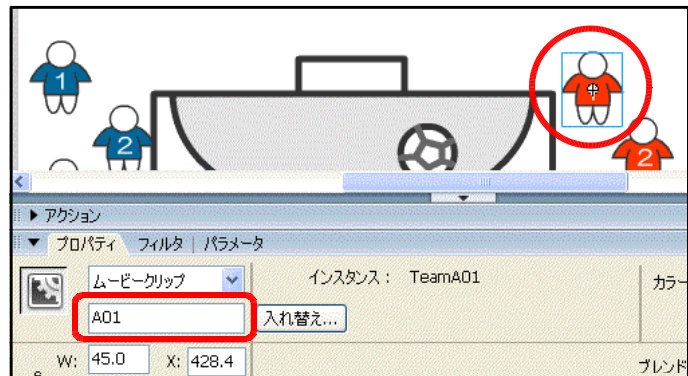 1
2
2
アクション
プロパティ フィルタ | パラメータ
ムービークリップ インスタンス： TeamA01 カラー
A01 入れ替え...
W: 45.0 X: 428.4 ブレンド